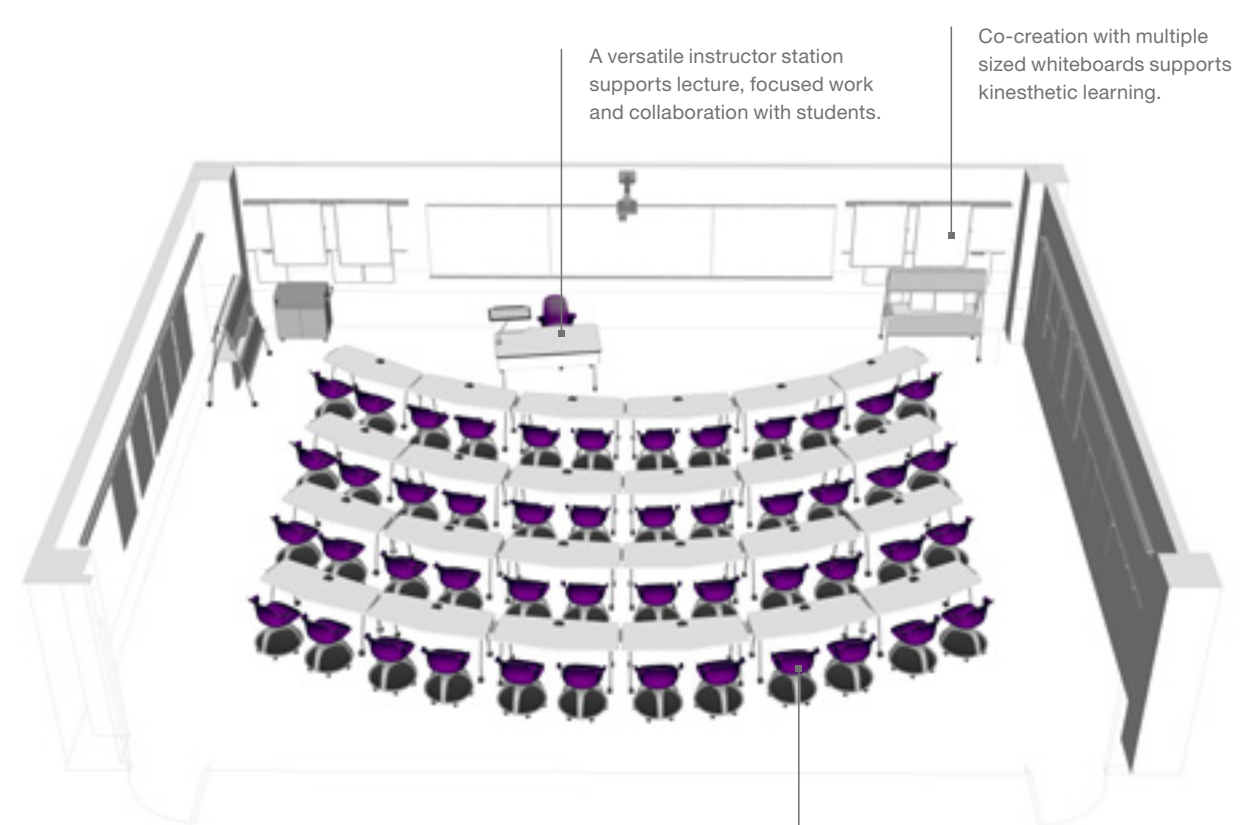 A versatile instructor station
supports lecture, focused work
and collaboration with students.
Co-creation with multiple
sized whiteboards supports
kinesthetic learning.